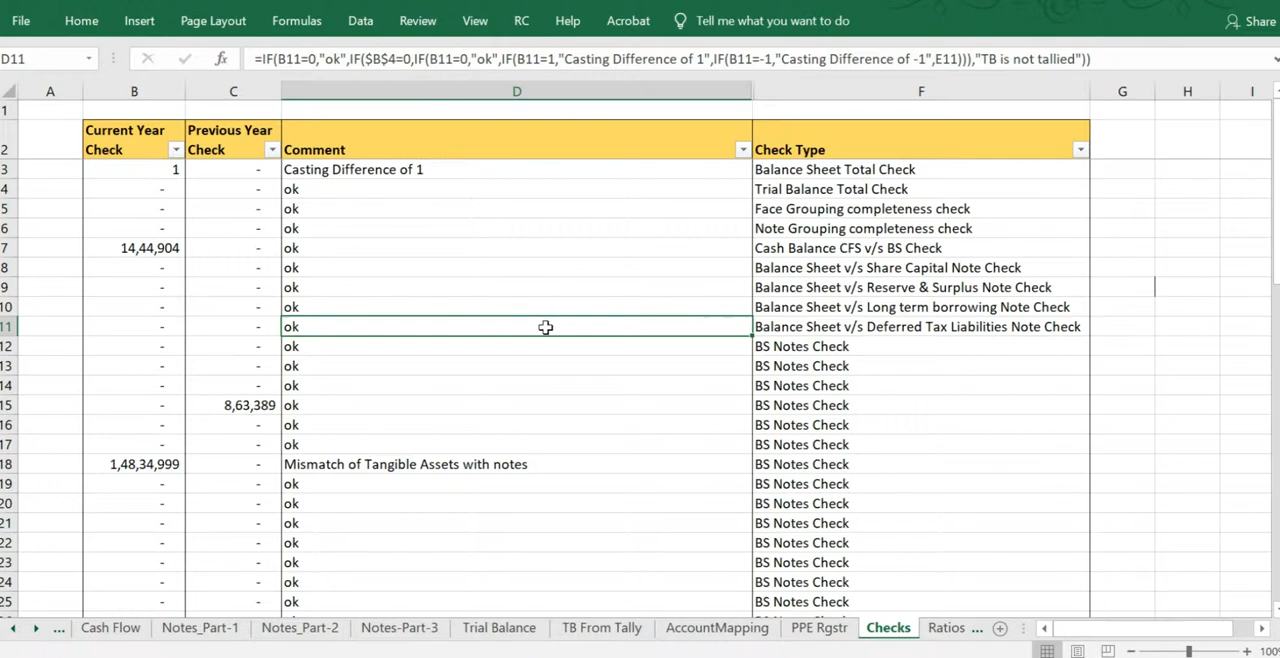 File Home Insert Page Layout Formulas Data Review View RC Help Acrobat Tell me what you want to do Share
D11 fx =IF(B11=0,"ok",IF($B$4=0,IF(B11=0,"ok",IF(B11=1,"Casting Difference of 1",IF(B11=-1,"Casting Difference of -1",E11))),"TB is not tallied"))
A B C D F G H I
1
Current Year Previous Year
2 Check Check Comment Check Type
3 1 - Casting Difference of 1 Balance Sheet Total Check
4 - - ok Trial Balance Total Check
5 - - ok Face Grouping completeness check
6 - - ok Note Grouping completeness check
7 14,44,904 - ok Cash Balance CFS v/s BS Check
8 - - ok Balance Sheet v/s Share Capital Note Check
9 - - ok Balance Sheet v/s Reserve & Surplus Note Check
10 - - ok Balance Sheet v/s Long term borrowing Note Check
11 - - ok Balance Sheet v/s Deferred Tax Liabilities Note Check
12 - - ok BS Notes Check
13 - - ok BS Notes Check
14 - - ok BS Notes Check
15 - 8,63,389 ok BS Notes Check
16 - - ok BS Notes Check
17 - - ok BS Notes Check
18 1,48,34,999 - Mismatch of Tangible Assets with notes BS Notes Check
19 - - ok BS Notes Check
20 - - ok BS Notes Check
21 - - ok BS Notes Check
22 - - ok BS Notes Check
23 - - ok BS Notes Check
24 - - ok BS Notes Check
25 - - ok BS Notes Check
... Cash Flow Notes_Part-1 Notes_Part-2 Notes-Part-3 Trial Balance TB From Tally AccountMapping PPE Rgstr Checks Ratios ...
100%